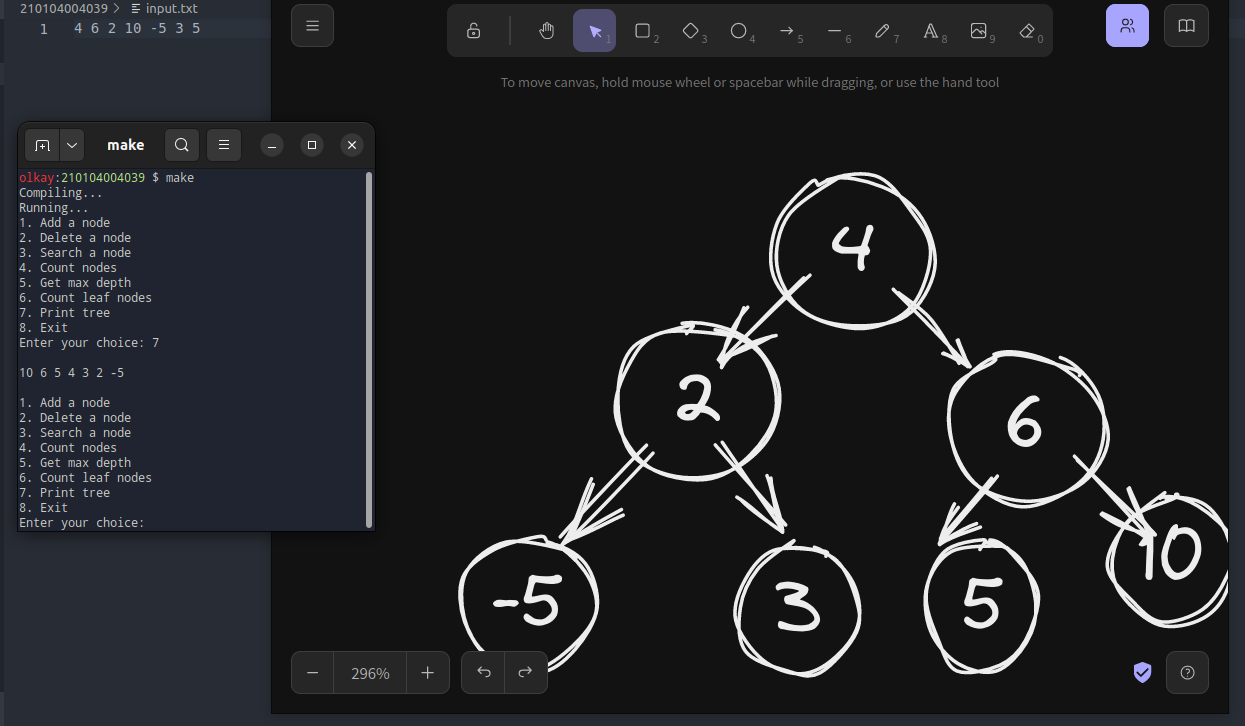 210104004039 > input.txt
1 4 6 2 10 -5 3 5
1 2 3 4 5 6 7 A 8 9 0
To move canvas, hold mouse wheel or spacebar while dragging, or use the hand tool
make
olkay:210104004039 $ make
Compiling...
Running...
1. Add a node
2. Delete a node
3. Search a node
4. Count nodes
5. Get max depth
6. Count leaf nodes
7. Print tree
8. Exit
Enter your choice: 7
10 6 5 4 3 2 -5
1. Add a node
2. Delete a node
3. Search a node
4. Count nodes
5. Get max depth
6. Count leaf nodes
7. Print tree
8. Exit
Enter your choice:
4
2 6
-5 3 5 10
296%